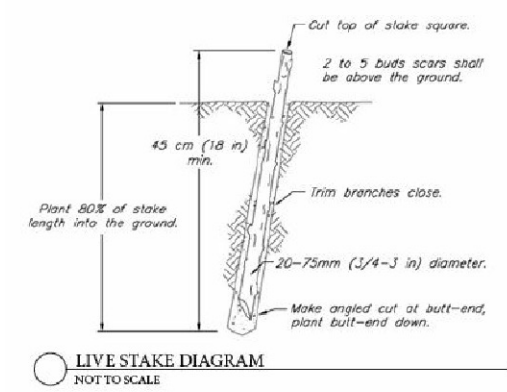 Cut top of stake square.
2 to 5 buds scars shall
be above the ground.
45 cm (18 in)
min.
Trim branches close.
Plant 80% of stake
length into the ground.
20-75mm (3/4-3 in) diameter.
Make angled cut at butt-end,
plant butt-end down.
LIVE STAKE DIAGRAM
NOT TO SCALE